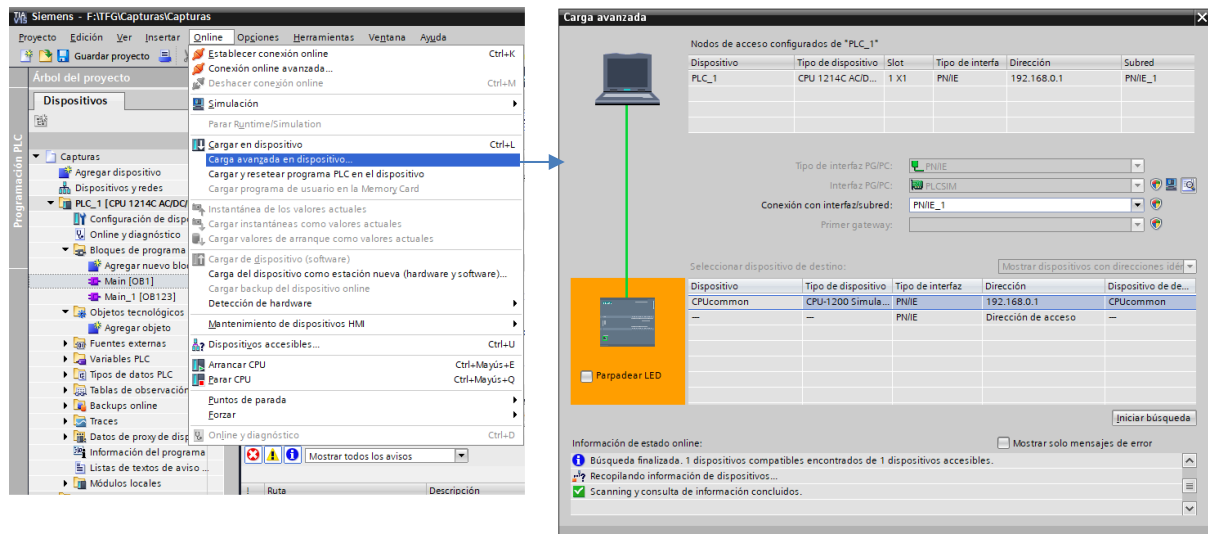 Siemens - F:\TFG\Capturas\Capturas
Proyecto Edición Ver Insertar Online Opciones Herramientas Ventana Ayuda
Guardar proyecto
Árbol del proyecto
Dispositivos
Programación PLC
Capturas
Agregar dispositivo
Dispositivos y redes
PLC_1 [CPU 1214C AC/DC/
Configuración de dispo
Online y diagnóstico
Bloques de programa
Agregar nuevo bloq
Main [OB1]
Main_1 [OB123]
Objetos tecnológicos
Agregar objeto
Fuentes externas
Variables PLC
Tipos de datos PLC
Tablas de observación
Backups online
Traces
Datos de proxy de disp
Información del programa
Listas de textos de aviso ...
Módulos locales
Establecer conexión online Ctrl+K
Conexión online avanzada...
Deshacer conexión online Ctrl+M
Simulación
Parar Runtime/Simulation
Cargar en dispositivo Ctrl+L
Carga avanzada en dispositivo...
Cargar y resetear programa PLC en el dispositivo
Cargar programa de usuario en la Memory Card
Instantánea de los valores actuales
Cargar instantáneas como valores actuales
Cargar valores de arranque como valores actuales
Cargar de dispositivo (software)
Carga del dispositivo como estación nueva (hardware y software)...
Cargar backup del dispositivo online
Detección de hardware
Mantenimiento de dispositivos HMI
Dispositivos accesibles... Ctrl+U
Arrancar CPU Ctrl+Mayús+E
Parar CPU Ctrl+Mayús+Q
Puntos de parada
Forzar
Online y diagnóstico Ctrl+D
Mostrar todos los avisos
! Ruta Descripción
Carga avanzada
Nodos de acceso configurados de "PLC_1"
Dispositivo Tipo de dispositivo Slot Tipo de interfa Dirección Subred
PLC_1 CPU 1214C AC/D... 1 X1 PN/IE 192.168.0.1 PN/IE_1
Tipo de interfaz PG/PC: PN/IE
Interfaz PG/PC: PLCSIM
Conexión con interfaz/subred: PN/IE_1
Primer gateway:
Seleccionar dispositivo de destino: Mostrar dispositivos con direcciones idén
Dispositivo Tipo de dispositivo Tipo de interfaz Dirección Dispositivo de de...
CPUcommon CPU-1200 Simula... PN/IE 192.168.0.1 CPUcommon
— — PN/IE Dirección de acceso —
Parpadear LED
Iniciar búsqueda
Información de estado online: Mostrar solo mensajes de error
Búsqueda finalizada. 1 dispositivos compatibles encontrados de 1 dispositivos accesibles.
Recopilando información de dispositivos...
Scanning y consulta de información concluidos.